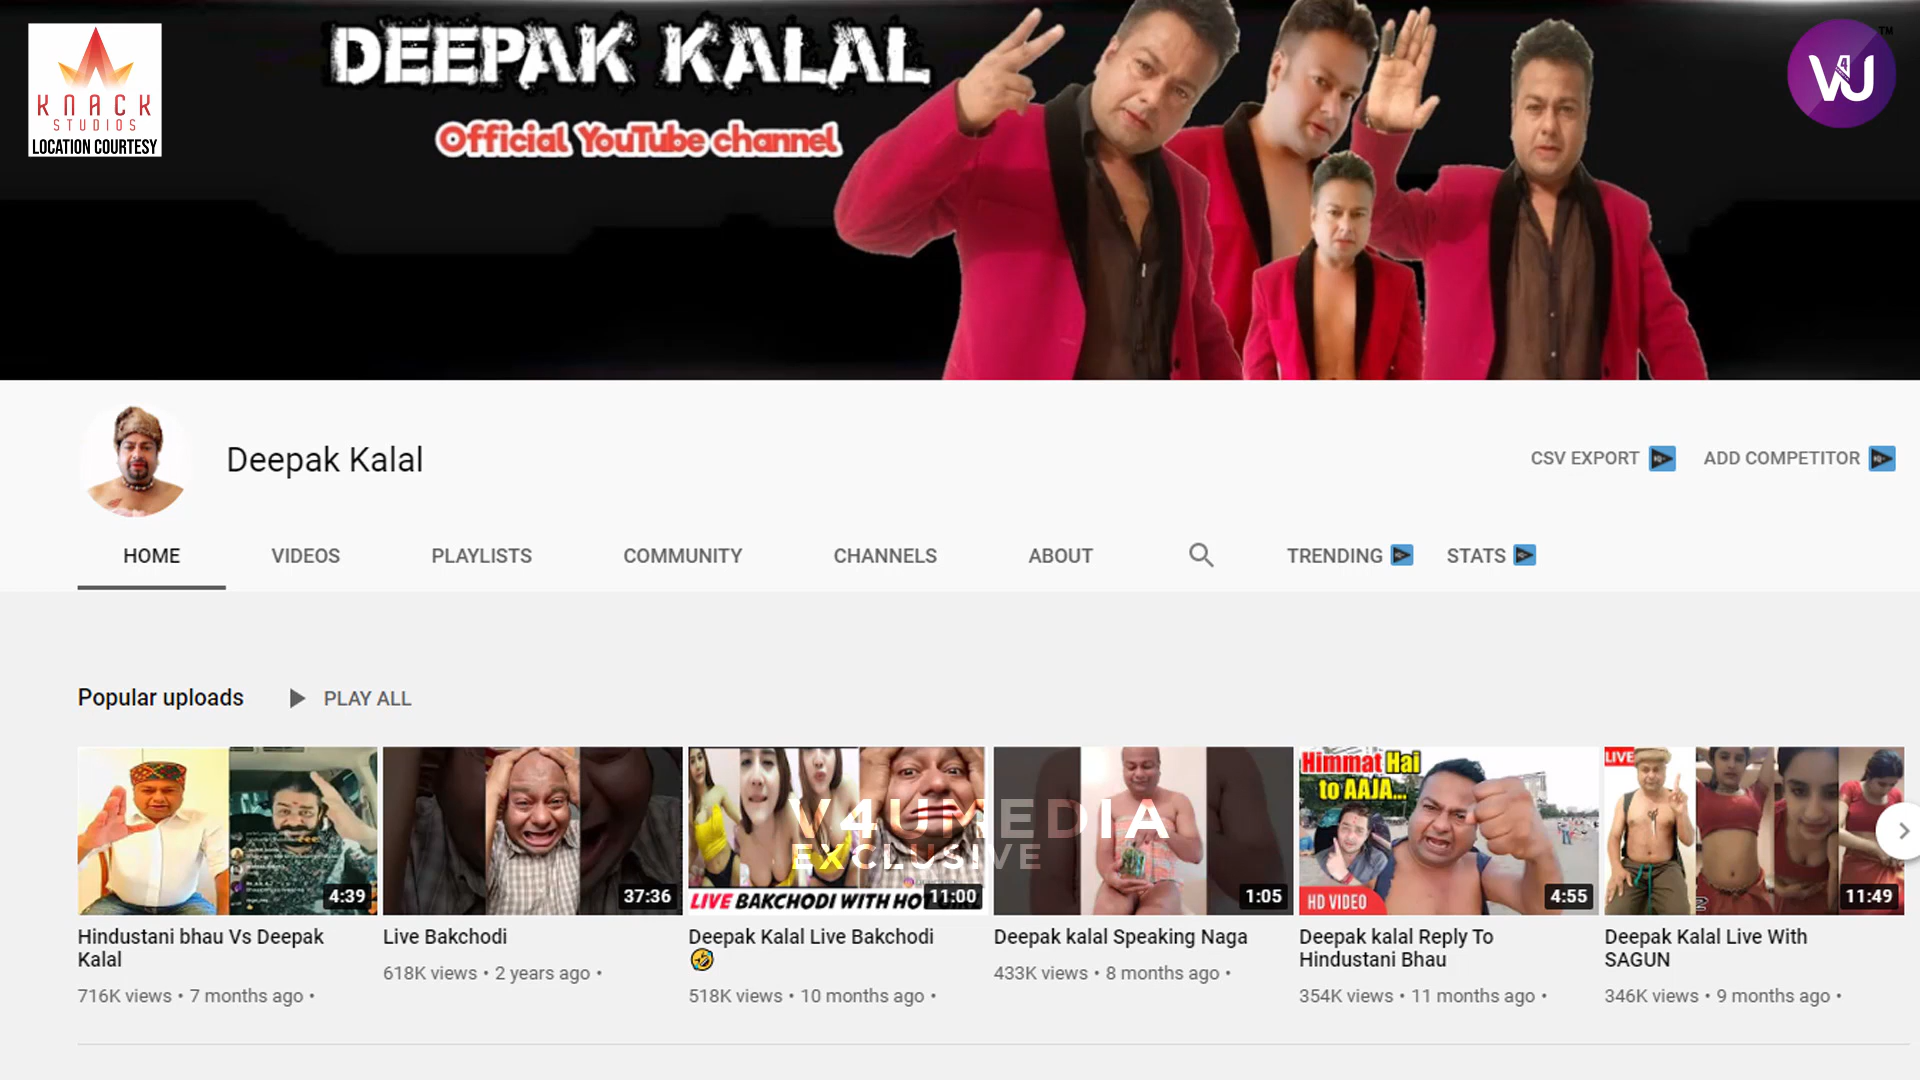 KNACK
STUDIOS
LOCATION COURTESY
DEEPAK KALAL
Official YouTube channel
V4U
TM
Deepak Kalal
CSV EXPORT
ADD COMPETITOR
HOME
VIDEOS
PLAYLISTS
COMMUNITY
CHANNELS
ABOUT
TRENDING
STATS
Popular uploads
PLAY ALL
4:39
37:36
LIVE BAKCHODI WITH HOT GIRL
11:00
1:05
Himmat Hai
to AAJA...
HD VIDEO
4:55
LIVE
11:49
V4UMEDIA
EXCLUSIVE
Hindustani bhau Vs Deepak
Kalal
716K views • 7 months ago •
Live Bakchodi
618K views • 2 years ago •
Deepak Kalal Live Bakchodi
🤣
518K views • 10 months ago •
Deepak kalal Speaking Naga
433K views • 8 months ago •
Deepak kalal Reply To
Hindustani Bhau
354K views • 11 months ago •
Deepak Kalal Live With
SAGUN
346K views • 9 months ago •